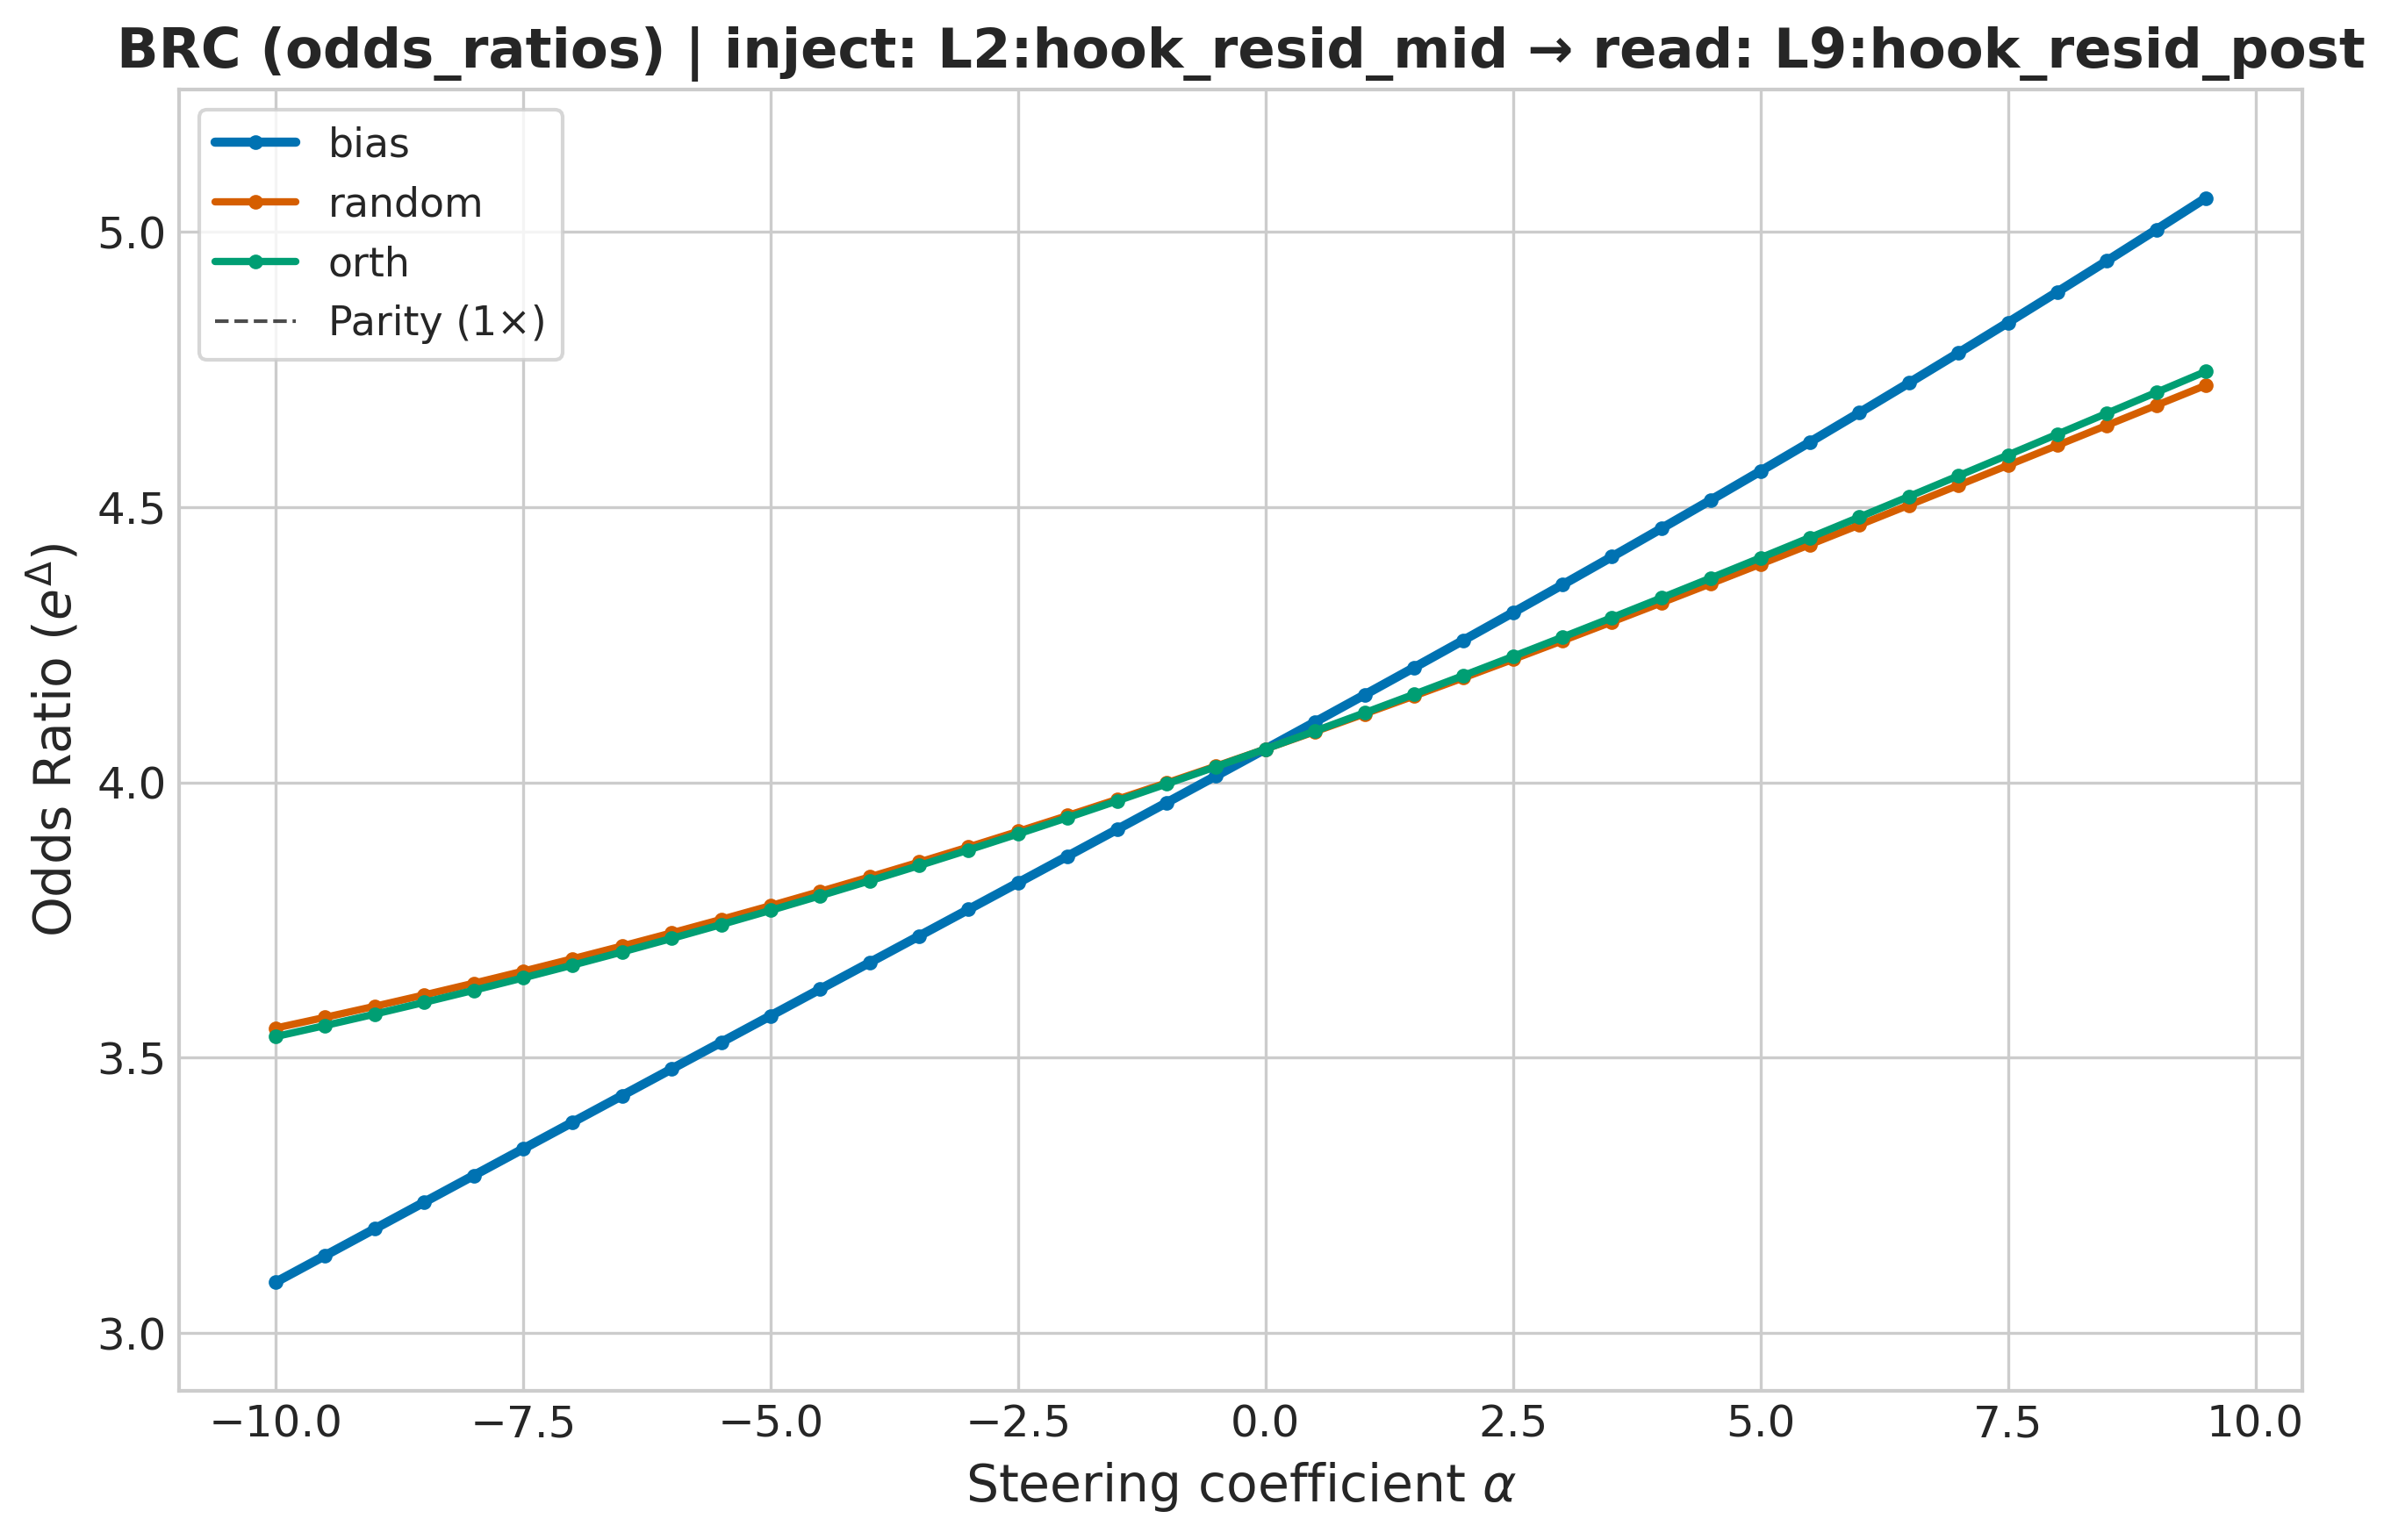 BRC (odds_ratios) | inject: L2:hook_resid_mid → read: L9:hook_resid_post
bias
random
orth
Parity (1×)
5.0
4.5
4.0
3.5
3.0
Odds Ratio (e^Δ)
−10.0 −7.5 −5.0 −2.5 0.0 2.5 5.0 7.5 10.0
Steering coefficient α